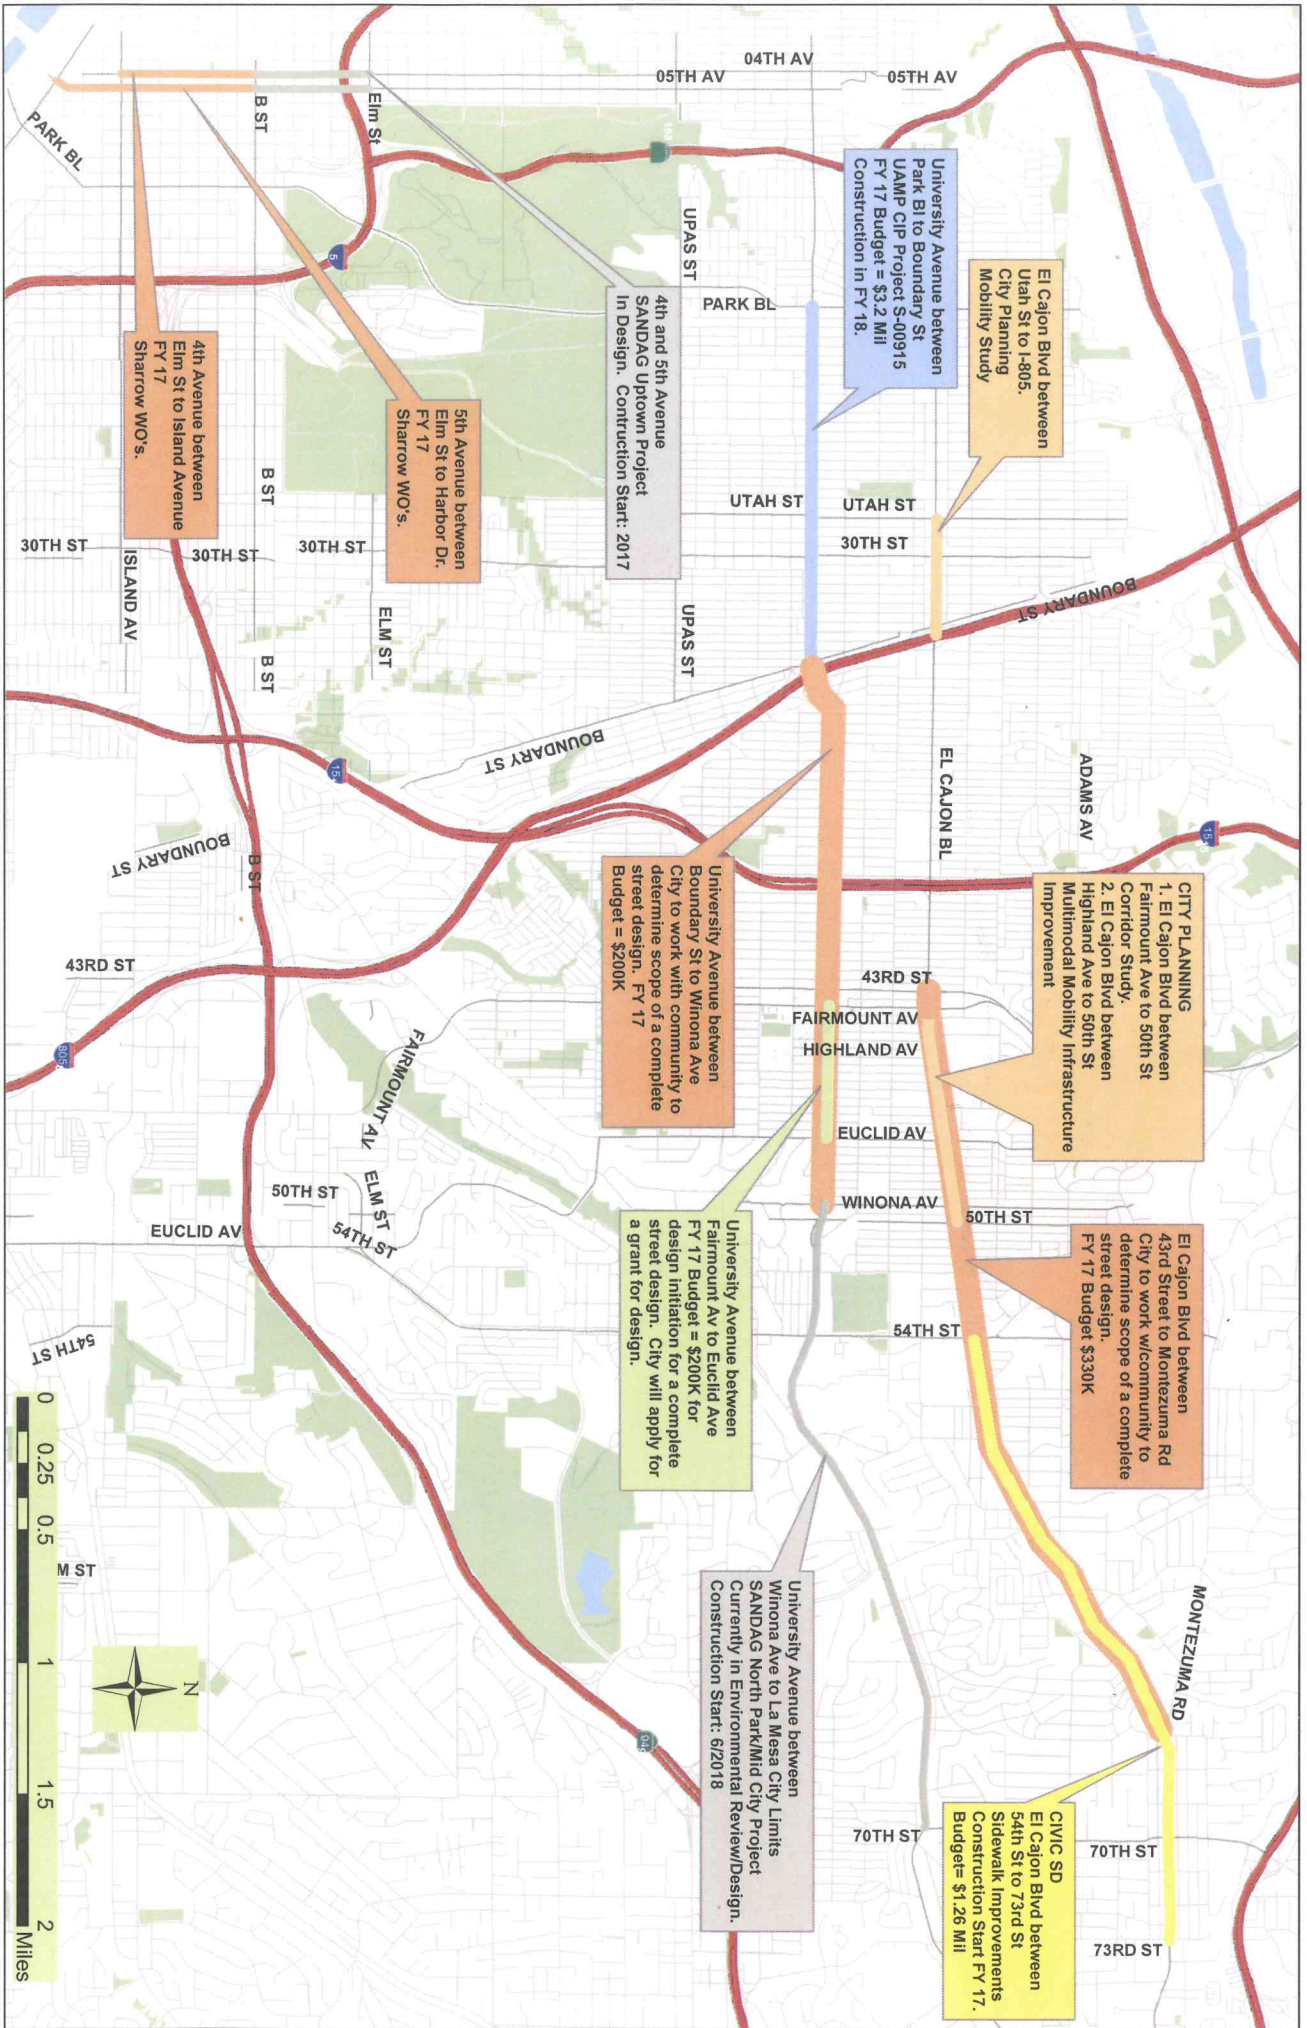 04TH AV
05TH AV
05TH AV
PARK BL
B ST
Elm St
163
UPAS ST
PARK BL
5
University Avenue between
Park Bl to Boundary St
UAMP CIP Project S-00915
FY 17 Budget = $3.2 Mil
Construction in FY 18.
El Cajon Blvd between
Utah St to I-805.
City Planning
Mobility Study
4th and 5th Avenue
SANDAG Uptown Project
In Design. Contruction Start: 2017
5th Avenue between
Elm St to Harbor Dr.
FY 17
Sharrow WO's.
4th Avenue between
Elm St to Island Avenue
FY 17
Sharrow WO's.
UTAH ST
UTAH ST
30TH ST
30TH ST
30TH ST
30TH ST
B ST
ISLAND AV
B ST
ELM ST
UPAS ST
BOUNDARY ST
BOUNDARY ST
BOUNDARY ST
EL CAJON BL
ADAMS AV
15
15
B ST
43RD ST
805
CITY PLANNING
1. El Cajon Blvd between
Fairmount Ave to 50th St
Corridor Study.
2. El Cajon Blvd between
Highland Ave to 50th St
Multimodal Mobility Infrastructure
Improvement
University Avenue between
Boundary St to Winona Ave
City to work with community to
determine scope of a complete
street design. FY 17
Budget = $200K
43RD ST
FAIRMOUNT AV
HIGHLAND AV
EUCLID AV
WINONA AV
50TH ST
FAIRMOUNT AV
ELM ST
50TH ST
54TH ST
EUCLID AV
54TH ST
54TH ST
El Cajon Blvd between
43rd Street to Montezuma Rd
City to work w/community to
determine scope of a complete
street design.
FY 17 Budget $330K
University Avenue between
Fairmount Av to Euclid Ave
FY 17 Budget = $200K for
design initiation for a complete
street design. City will apply for
a grant for design.
University Avenue between
Winona Ave to La Mesa City Limits
SANDAG North Park/Mid City Project
Currently in Environmental Review/Design.
Construction Start: 6/2018
MONTEZUMA RD
CIVIC SD
El Cajon Blvd between
54th St to 73rd St
Sidewalk Improvements
Construction Start FY 17.
Budget= $1.26 Mil
70TH ST
70TH ST
73RD ST
94
M ST
N
0 0.25 0.5 1 1.5 2
Miles